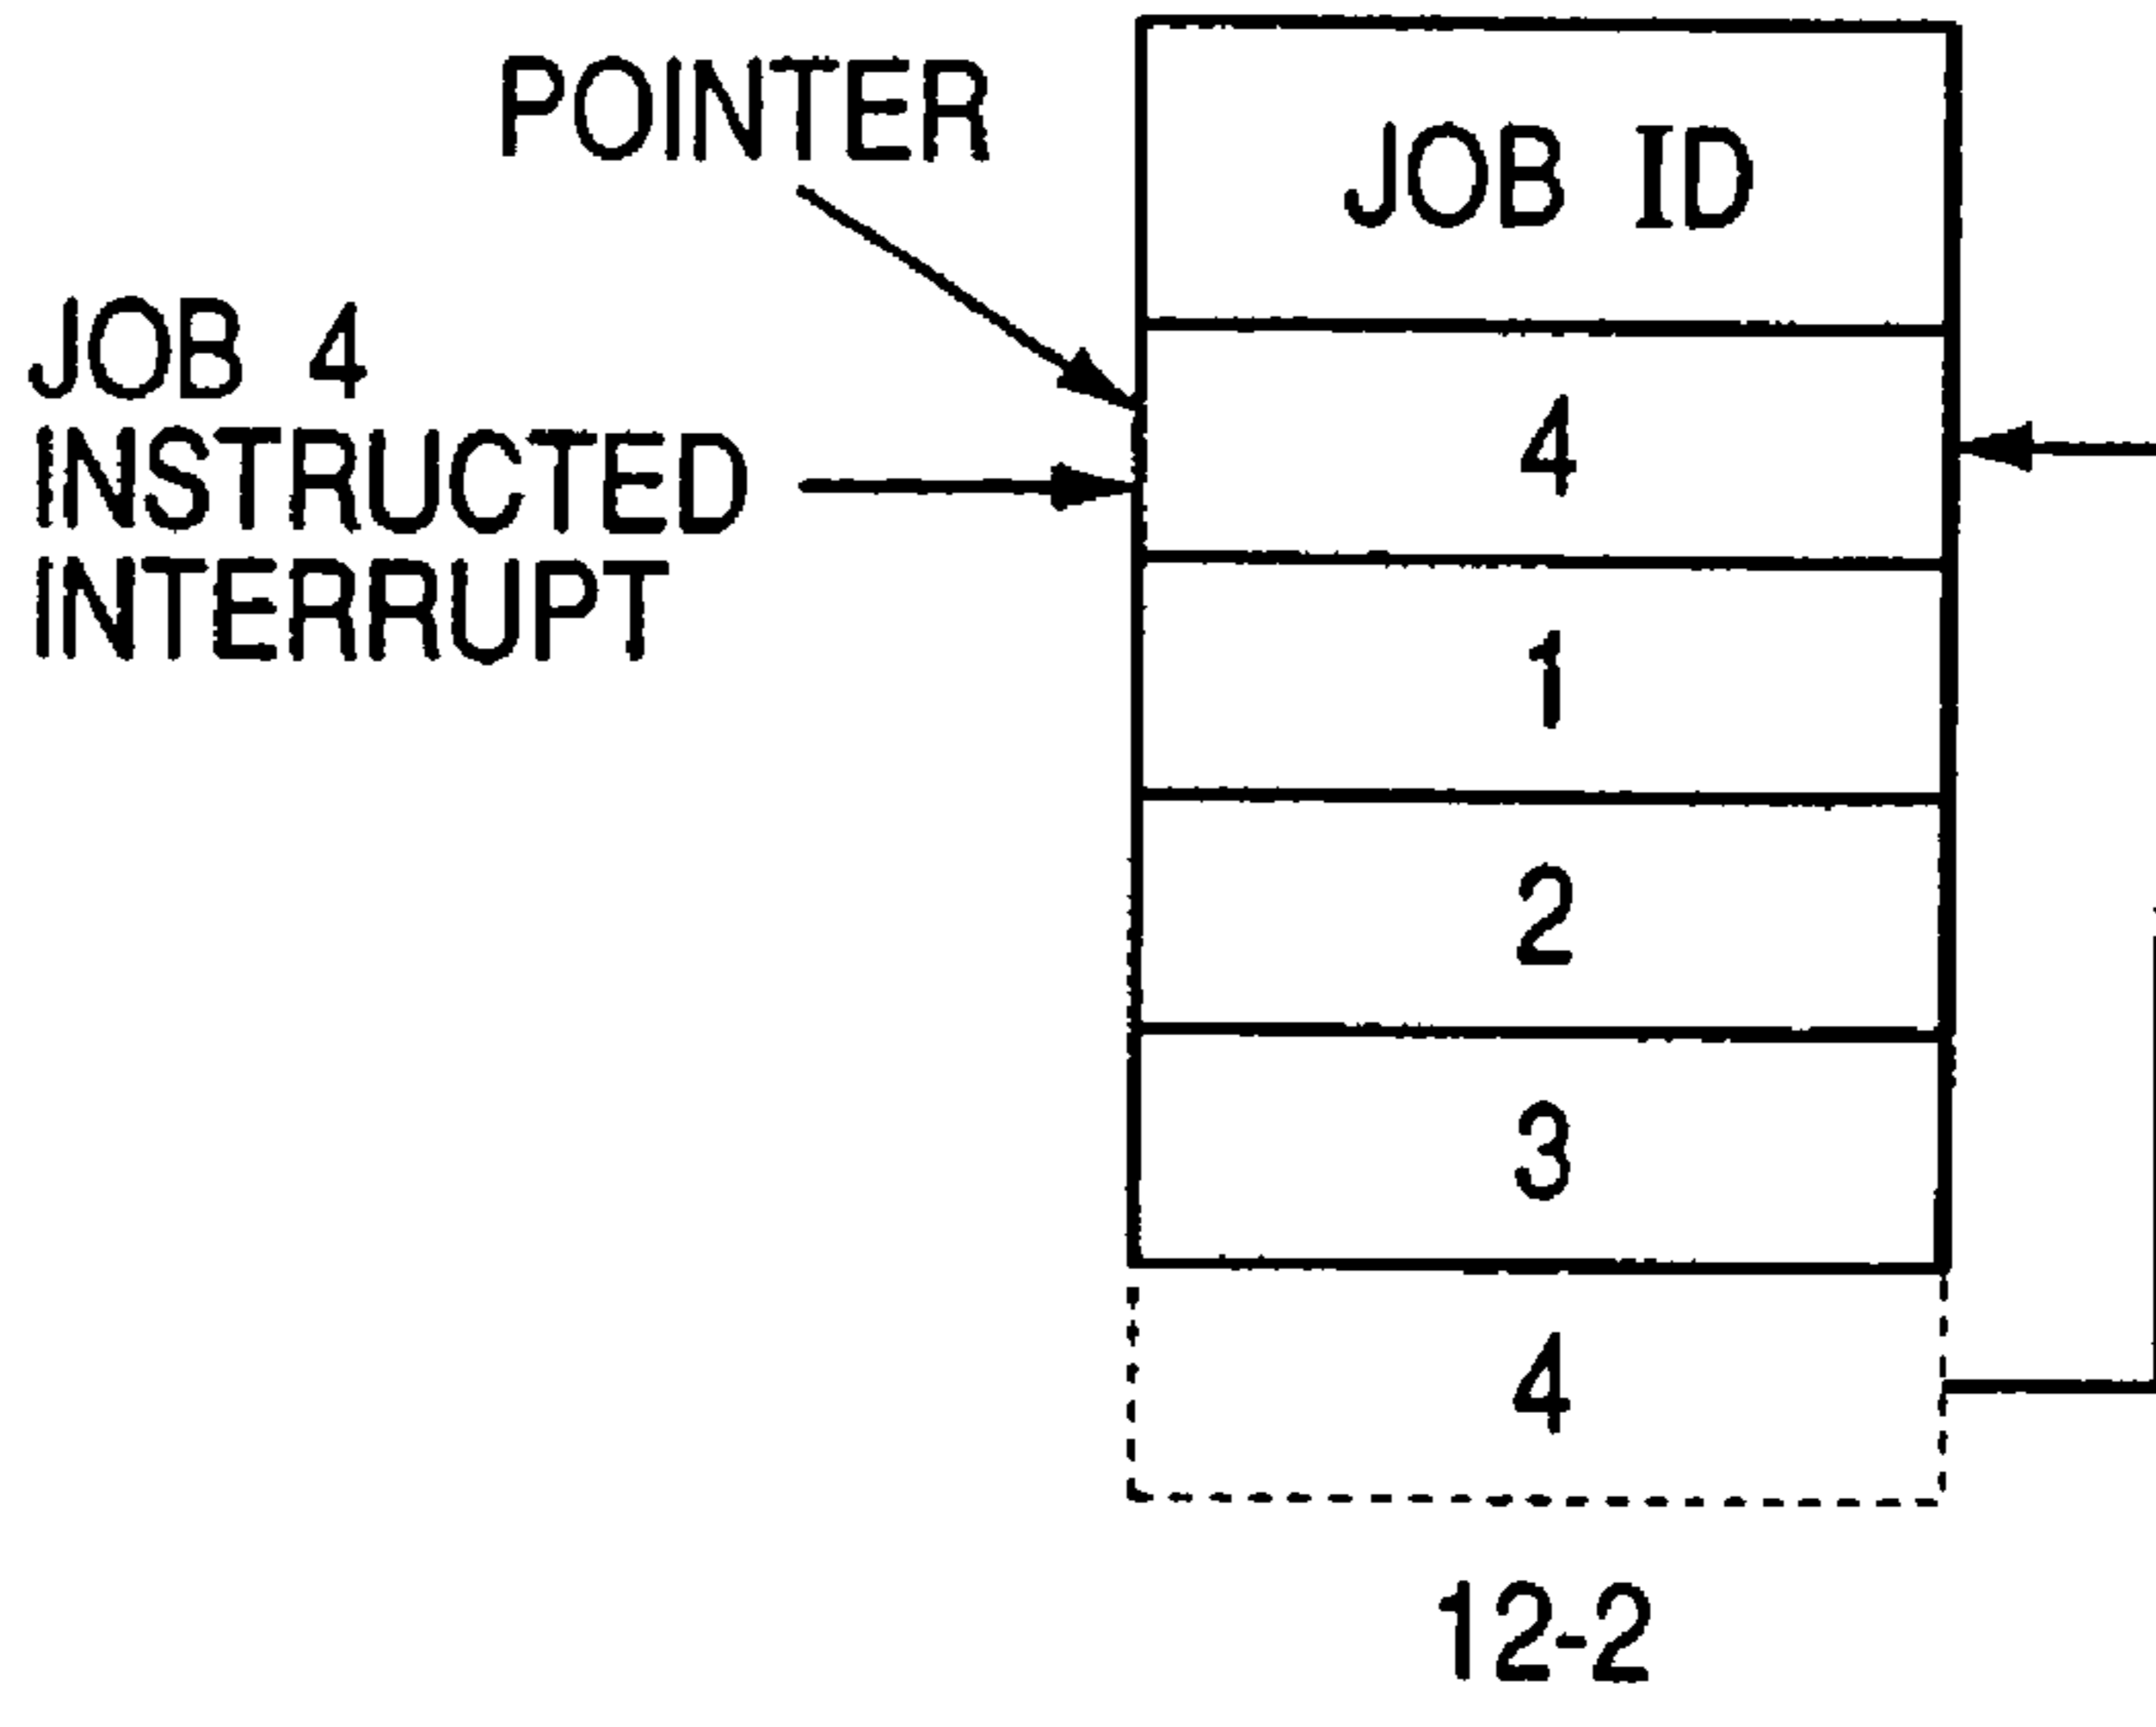 POINTER
JOB ID
JOB 4
INSTRUCTED
INTERRUPT
4
1
2
3
4
12-2